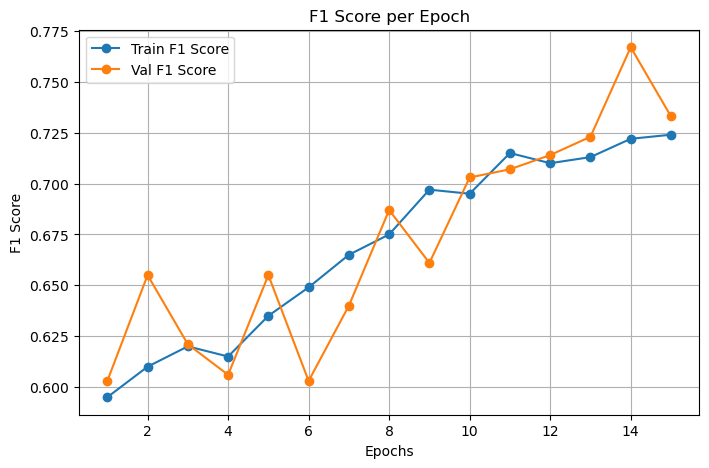 F1 Score per Epoch
Train F1 Score
Val F1 Score
F1 Score
0.775
0.750
0.725
0.700
0.675
0.650
0.625
0.600
2 4 6 8 10 12 14
Epochs